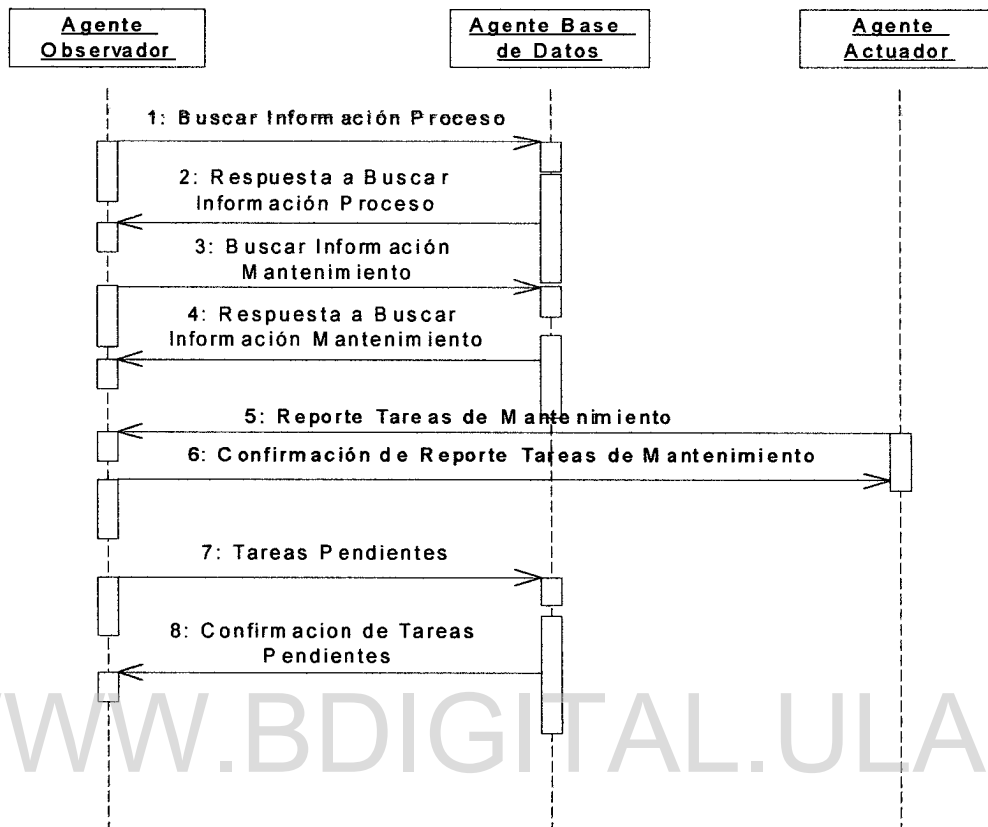 Agente
Observador
Agente Base
de Datos
Agente
Actuador
1: Buscar Información Proceso
2: Respuesta a Buscar
Información Proceso
3: Buscar Información
Mantenimiento
4: Respuesta a Buscar
Información Mantenimiento
5: Reporte Tareas de Mantenimiento
6: Confirmación de Reporte Tareas de Mantenimiento
7: Tareas Pendientes
8: Confirmacion de Tareas
Pendientes
WW.BDIGITAL.ULA